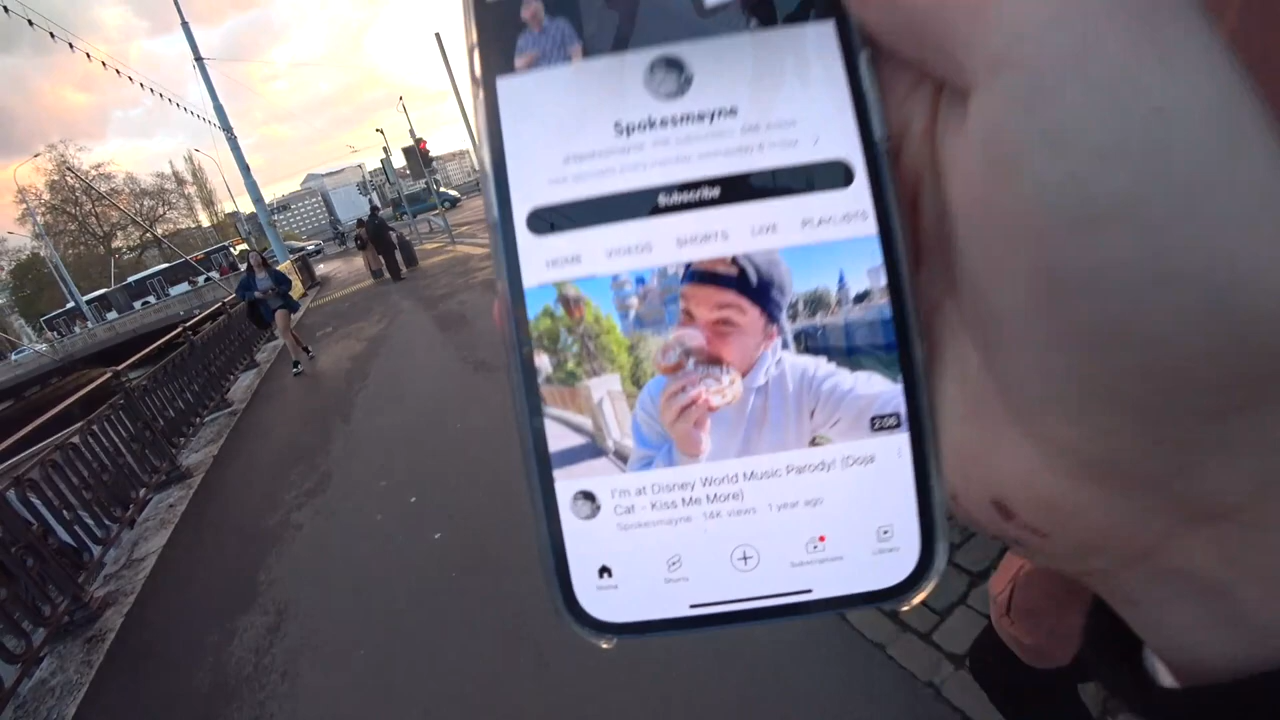 Spokesmayne
Subscribe
HOME VIDEOS SHORTS LIVE PLAYLISTS
2:06
I'm at Disney World Music Parody! (Doja
Cat - Kiss Me More)
Spokesmayne · 14K views · 1 year ago
Home Shorts Subscriptions Library